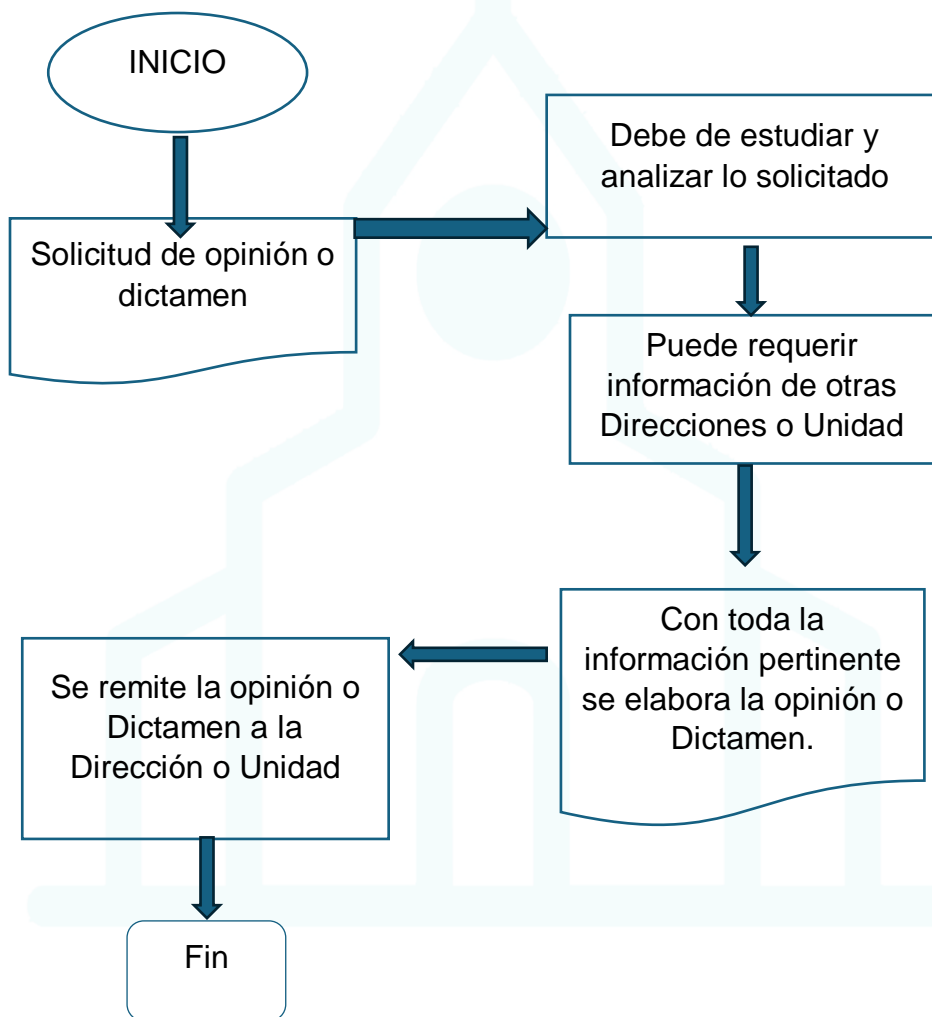 INICIO
Solicitud de opinión o
dictamen
Debe de estudiar y
analizar lo solicitado
Puede requerir
información de otras
Direcciones o Unidad
Con toda la
información pertinente
se elabora la opinión o
Dictamen.
Se remite la opinión o
Dictamen a la
Dirección o Unidad
Fin